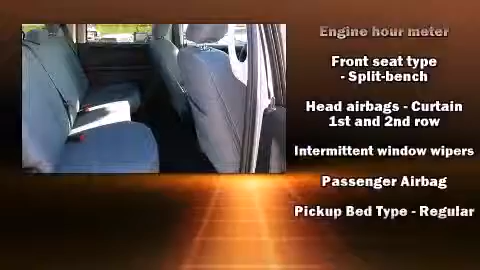 Engine hour meter
Front seat type
- Split-bench
Head airbags - Curtain
1st and 2nd row
Intermittent window wipers
Passenger Airbag
Pickup Bed Type - Regular